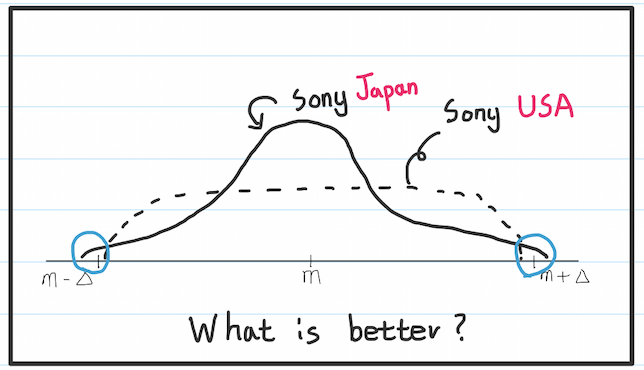 Sony Japan
Sony USA
m - Δ
m
m + Δ
What is better?